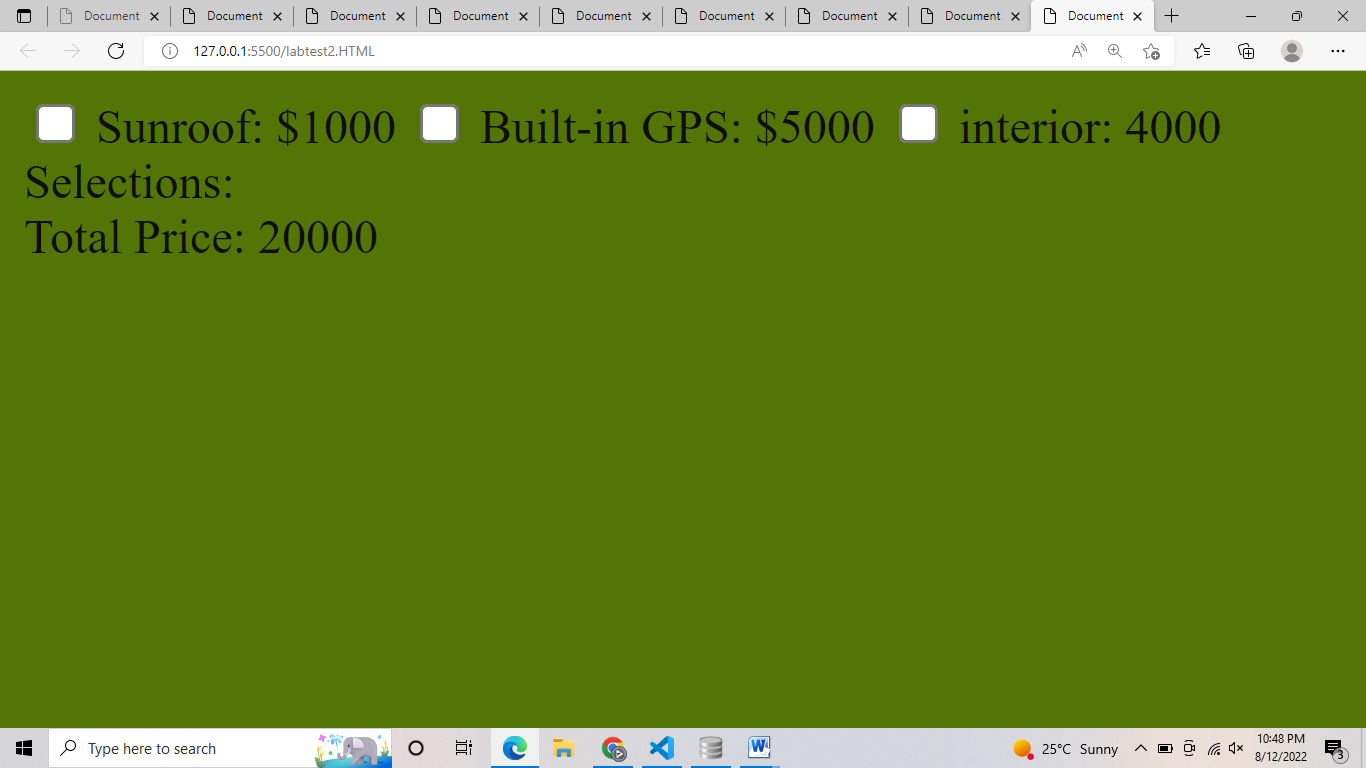 Document Document Document Document Document Document Document Document Document
127.0.0.1:5500/labtest2.HTML
Sunroof: $1000 Built-in GPS: $5000 interior: 4000
Selections:
Total Price: 20000
Type here to search
25°C Sunny
10:48 PM
8/12/2022
3